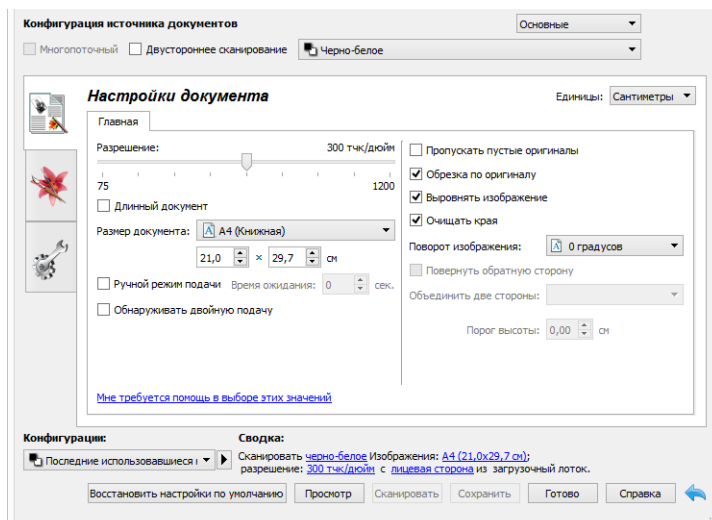 Конфигурация источника документов
Основные
Многопоточный
Двустороннее сканирование
Черно-белое
Настройки документа
Единицы: Сантиметры
Главная
Разрешение: 300 тчк/дюйм
75 1200
Длинный документ
Размер документа: A4 (Книжная)
21,0 × 29,7 см
Ручной режим подачи Время ожидания: 0 сек.
Обнаруживать двойную подачу
Мне требуется помощь в выборе этих значений
Пропускать пустые оригиналы
Обрезка по оригиналу
Выровнять изображение
Очищать края
Поворот изображения: 0 градусов
Повернуть обратную сторону
Объединить две стороны:
Порог высоты: 0,00 см
Конфигурации:
Последние использовавшиеся
Сводка:
Сканировать черно-белое Изображения: A4 (21,0x29,7 см);
разрешение: 300 тчк/дюйм с лицевая сторона из загрузочный лоток.
Восстановить настройки по умолчанию Просмотр Сканировать Сохранить Готово Справка